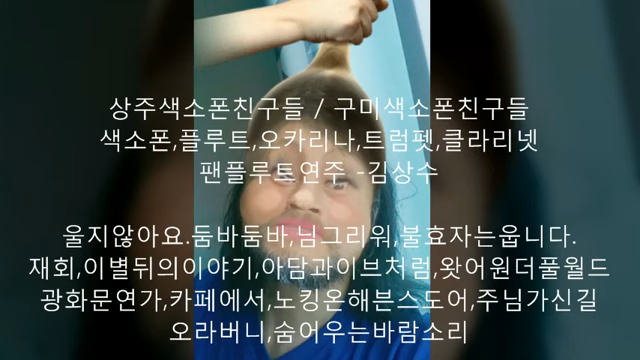 상주색소폰친구들 / 구미색소폰친구들
색소폰,플루트,오카리나,트럼펫,클라리넷
팬플루트연주 -김상수
울지않아요.둠바둠바,님그리워,불효자는웁니다.
재회,이별뒤의이야기,아담과이브처럼,왓어원더풀월드
광화문연가,카페에서,노킹온해븐스도어,주님가신길
오라버니,숨어우는바람소리